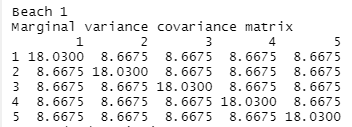 Beach 1
Marginal variance covariance matrix
1 2 3 4 5
1 18.0300 8.6675 8.6675 8.6675 8.6675
2 8.6675 18.0300 8.6675 8.6675 8.6675
3 8.6675 8.6675 18.0300 8.6675 8.6675
4 8.6675 8.6675 8.6675 18.0300 8.6675
5 8.6675 8.6675 8.6675 8.6675 18.0300